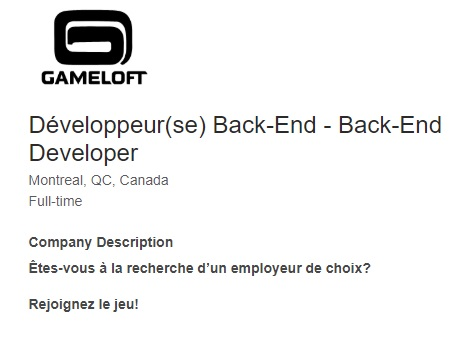 GAMELOFT
Développeur(se) Back-End - Back-End
Developer
Montreal, QC, Canada
Full-time
Company Description
Êtes-vous à la recherche d’un employeur de choix?
Rejoignez le jeu!